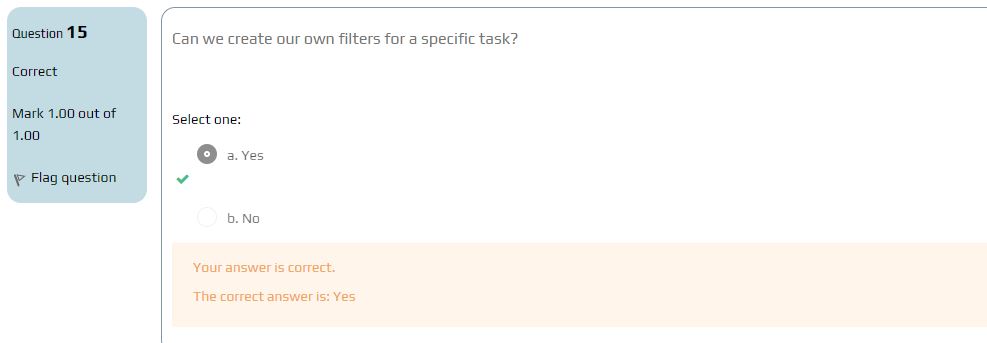 Question 15
Correct
Mark 1.00 out of
1.00
Flag question
Can we create our own filters for a specific task?
Select one:
a. Yes
b. No
Your answer is correct.
The correct answer is: Yes